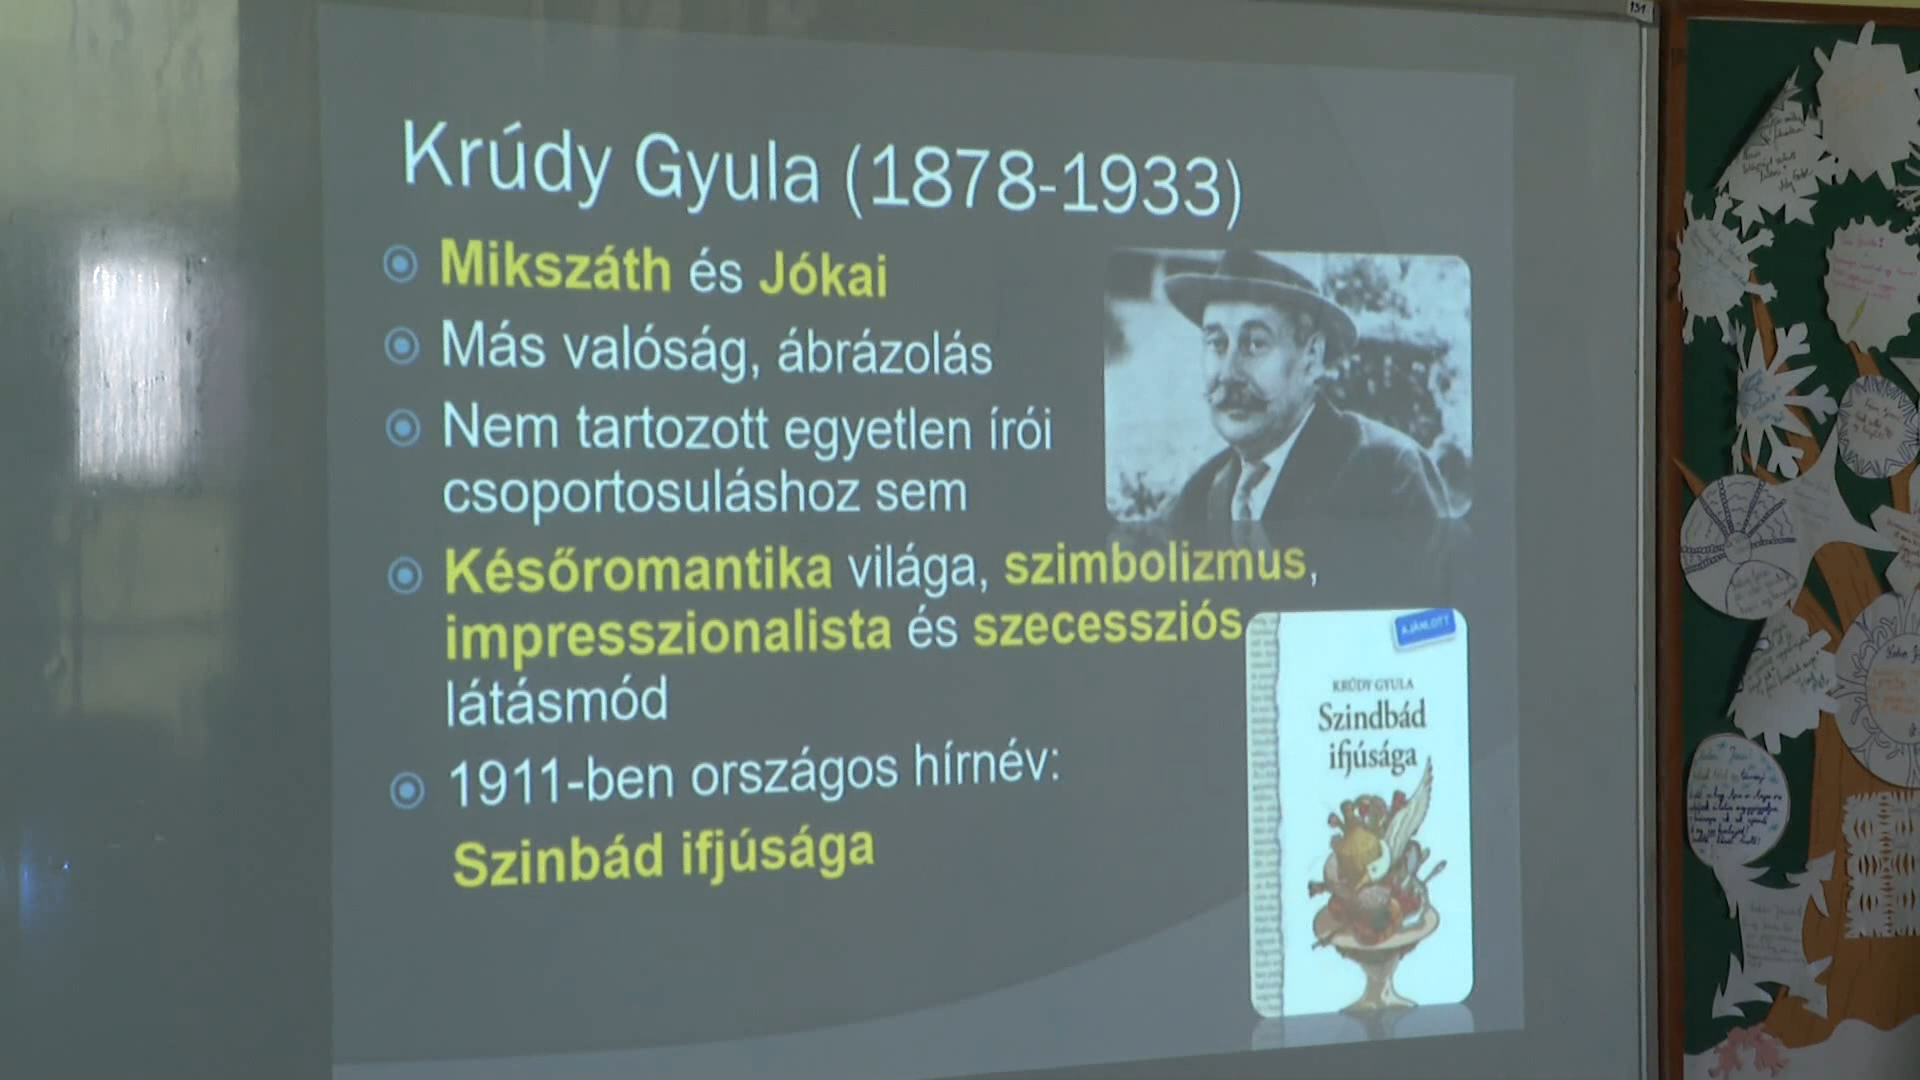 Krúdy Gyula (1878-1933)
Mikszáth és Jókai
Más valóság, ábrázolás
Nem tartozott egyetlen írói
csoportosuláshoz sem
Későromantika világa, szimbolizmus,
impresszionalista és szecessziós
látásmód
1911-ben országos hírnév:
Szinbád ifjúsága
AJÁNLOTT
KRÚDY GYULA
Szindbád
ifjúsága